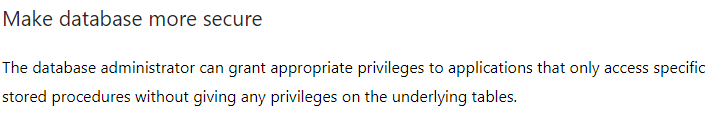 Make database more secure
The database administrator can grant appropriate privileges to applications that only access specific
stored procedures without giving any privileges on the underlying tables.